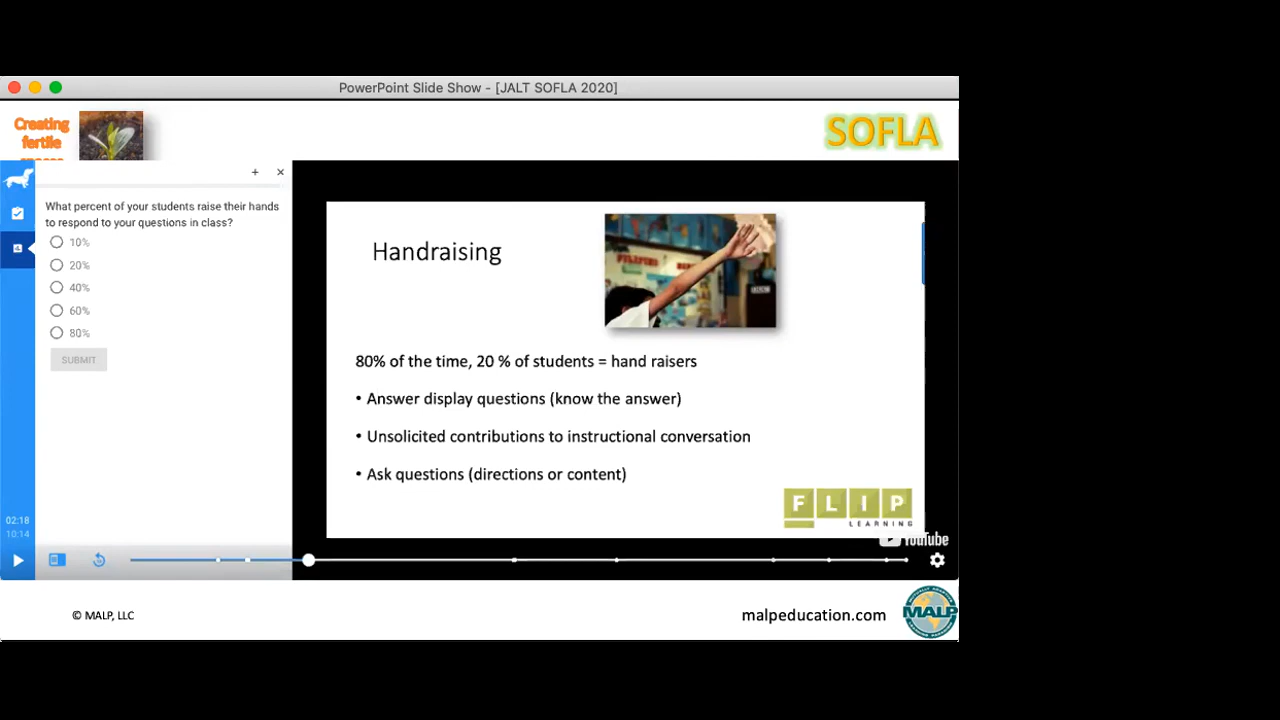 PowerPoint Slide Show - [JALT SOFLA 2020]
Creating
fertile
SOFLA
What percent of your students raise their hands
to respond to your questions in class?
10%
20%
40%
60%
80%
SUBMIT
02:18
10:14
Handraising
80% of the time, 20 % of students = hand raisers
• Answer display questions (know the answer)
• Unsolicited contributions to instructional conversation
• Ask questions (directions or content)
FLIP
LEARNING
YouTube
© MALP, LLC
malpeducation.com
MALP